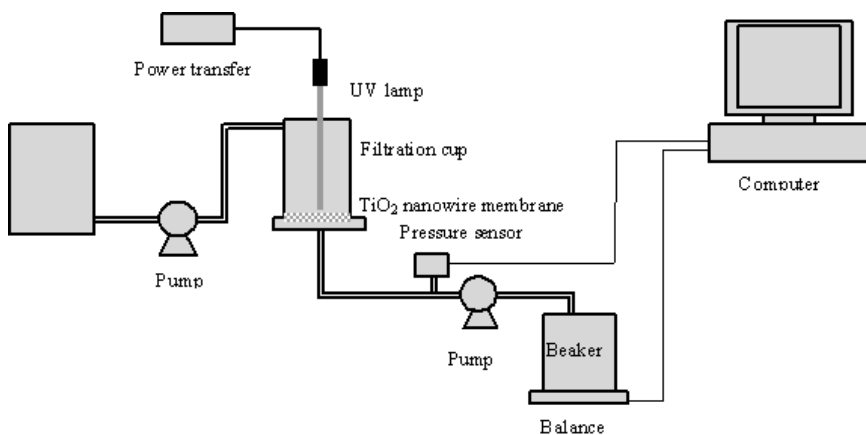 Power transfer
UV lamp
Filtration cup
TiO₂ nanowire membrane
Pressure sensor
Computer
Pump
Pump
Beaker
Balance